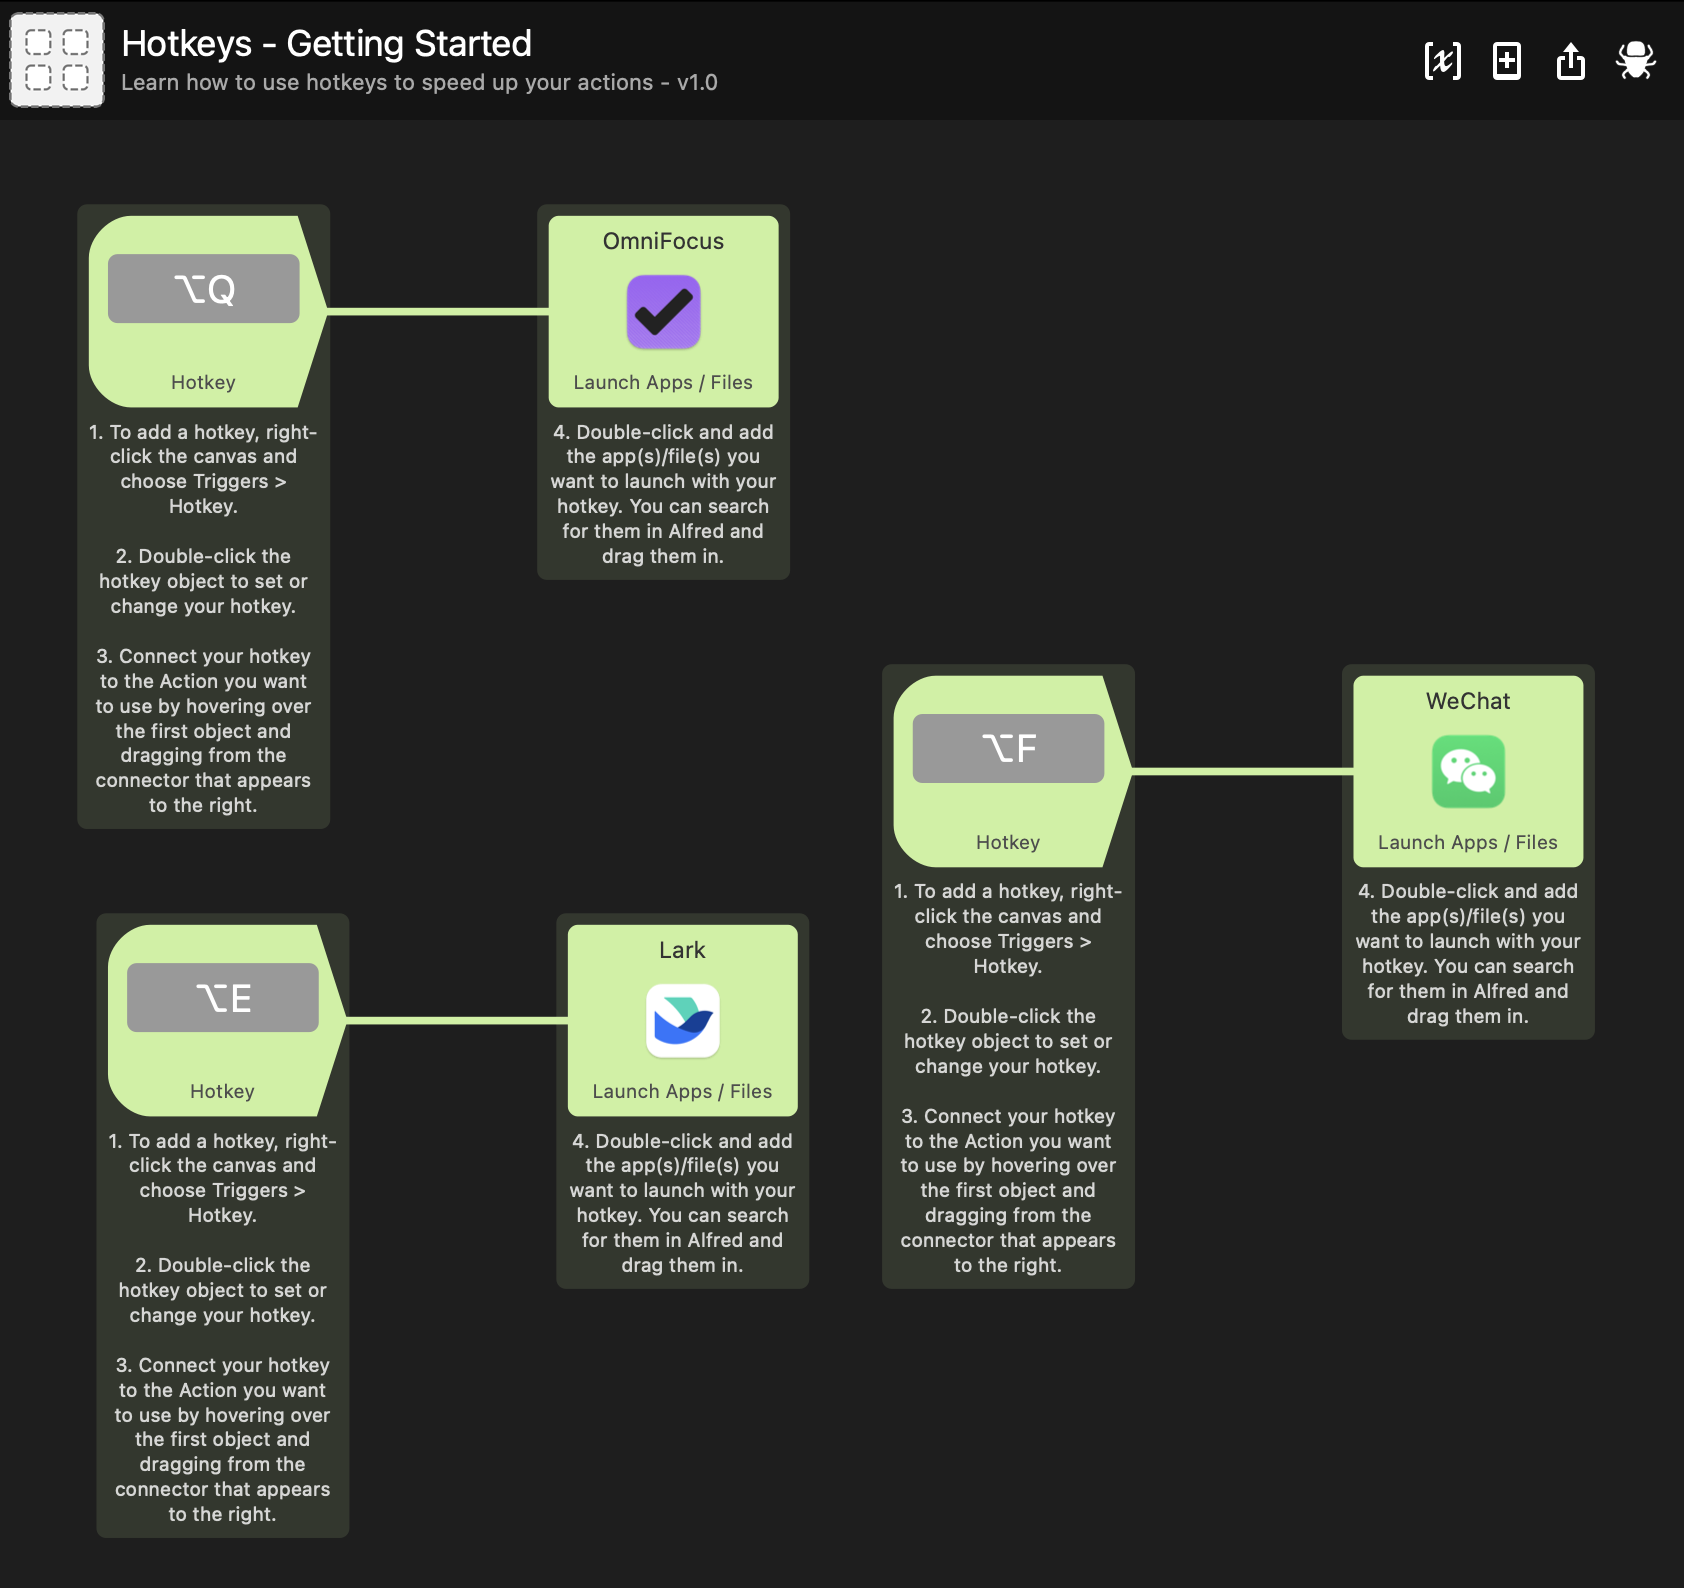 Hotkeys - Getting Started
Learn how to use hotkeys to speed up your actions - v1.0
⌥Q
Hotkey
1. To add a hotkey, right-
click the canvas and
choose Triggers >
Hotkey.
2. Double-click the
hotkey object to set or
change your hotkey.
3. Connect your hotkey
to the Action you want
to use by hovering over
the first object and
dragging from the
connector that appears
to the right.
OmniFocus
Launch Apps / Files
4. Double-click and add
the app(s)/file(s) you
want to launch with your
hotkey. You can search
for them in Alfred and
drag them in.
⌥F
Hotkey
1. To add a hotkey, right-
click the canvas and
choose Triggers >
Hotkey.
2. Double-click the
hotkey object to set or
change your hotkey.
3. Connect your hotkey
to the Action you want
to use by hovering over
the first object and
dragging from the
connector that appears
to the right.
WeChat
Launch Apps / Files
4. Double-click and add
the app(s)/file(s) you
want to launch with your
hotkey. You can search
for them in Alfred and
drag them in.
⌥E
Hotkey
1. To add a hotkey, right-
click the canvas and
choose Triggers >
Hotkey.
2. Double-click the
hotkey object to set or
change your hotkey.
3. Connect your hotkey
to the Action you want
to use by hovering over
the first object and
dragging from the
connector that appears
to the right.
Lark
Launch Apps / Files
4. Double-click and add
the app(s)/file(s) you
want to launch with your
hotkey. You can search
for them in Alfred and
drag them in.